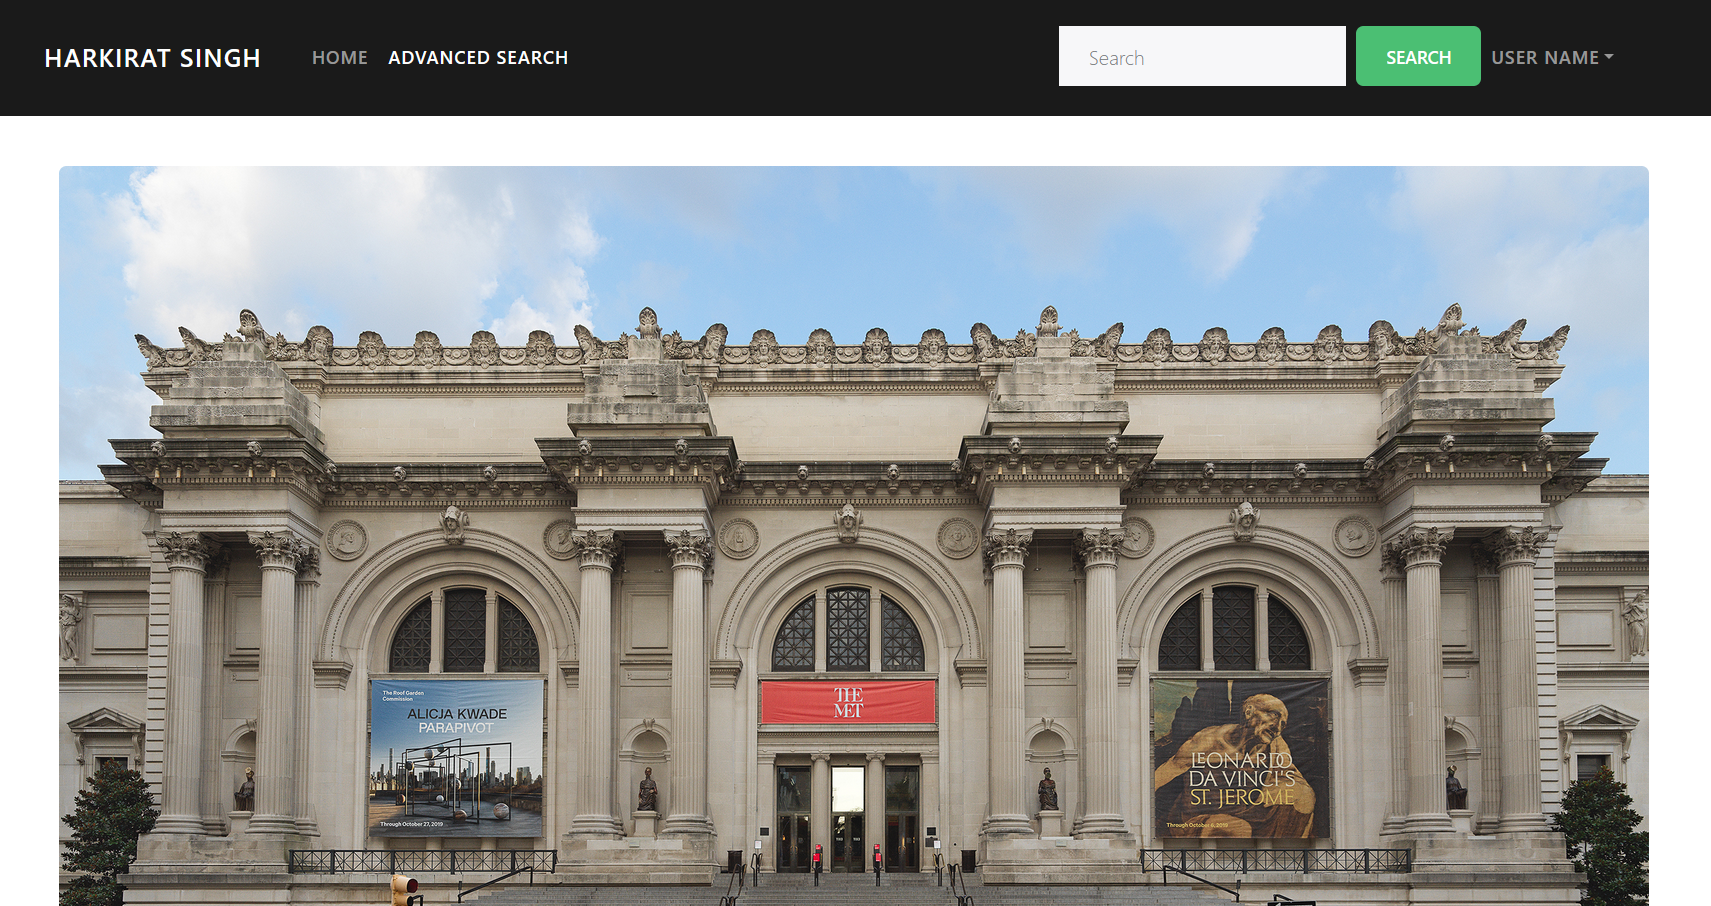 HARKIRAT SINGH
HOME
ADVANCED SEARCH
Search
SEARCH
USER NAME
The Roof Garden
Commission
ALICJA KWADE
PARAPIVOT
Through October 27, 2019
THE
MET
LEONARDO
DA VINCI'S
ST. JEROME
Through October 6, 2019